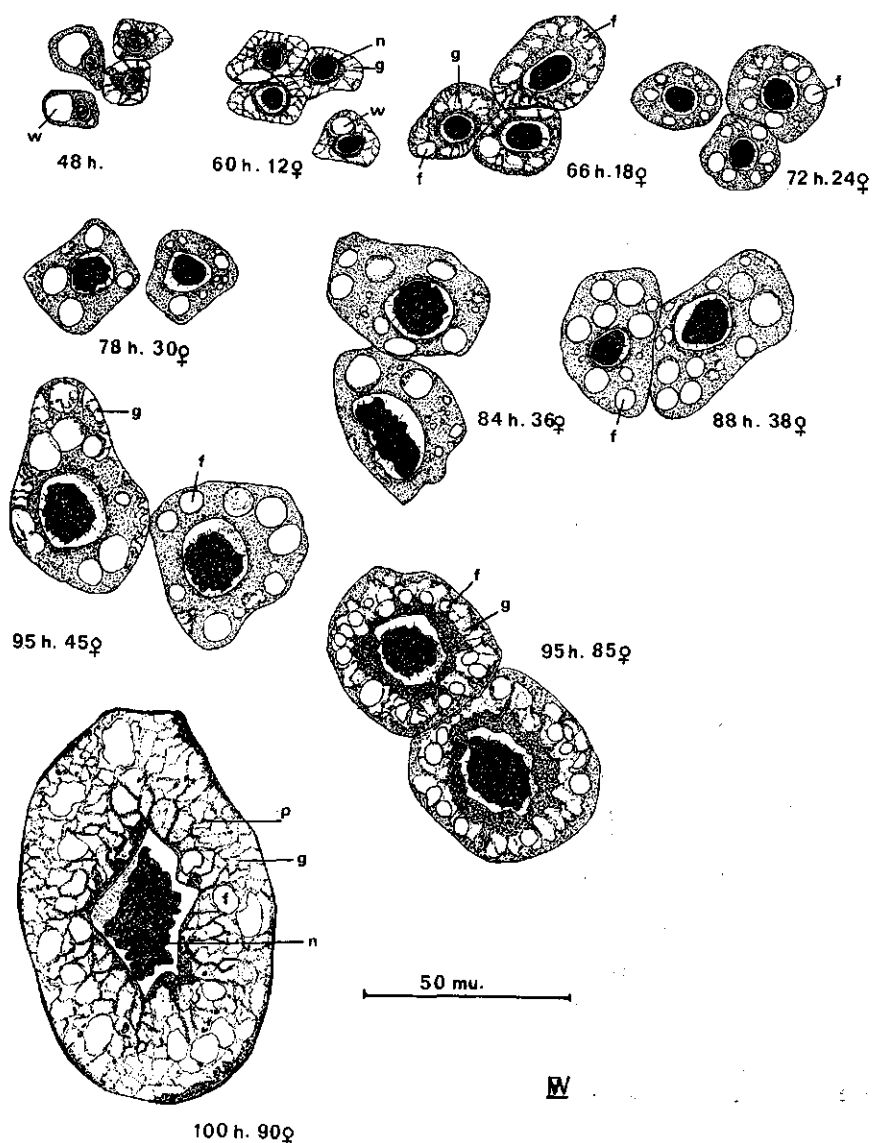 n
g
f
f
g
w
w
f
48 h.
60 h. 12♀
66 h. 18♀
72 h. 24♀
78 h. 30♀
84 h. 36♀
88 h. 38♀
f
g
f
95 h. 45♀
f
g
95 h. 85♀
p
g
f
n
50 mu.
100 h. 90♀